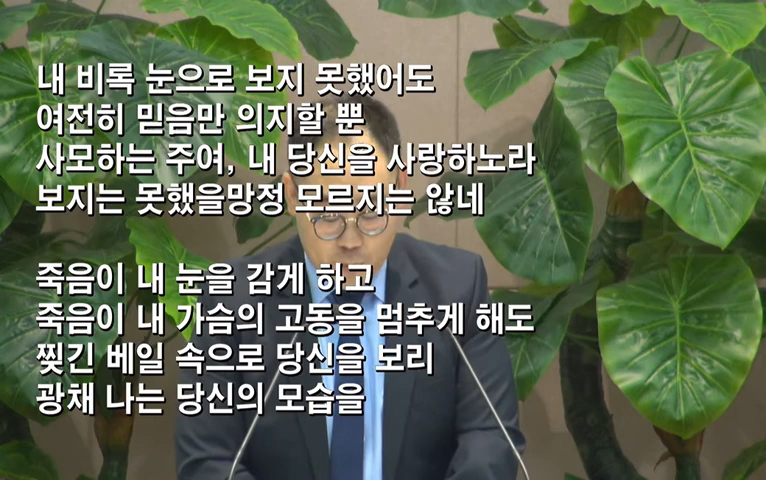 내 비록 눈으로 보지 못했어도
여전히 믿음만 의지할 뿐
사모하는 주여, 내 당신을 사랑하노라
보지는 못했을망정 모르지는 않네
죽음이 내 눈을 감게 하고
죽음이 내 가슴의 고동을 멈추게 해도
찢긴 베일 속으로 당신을 보리
광채 나는 당신의 모습을